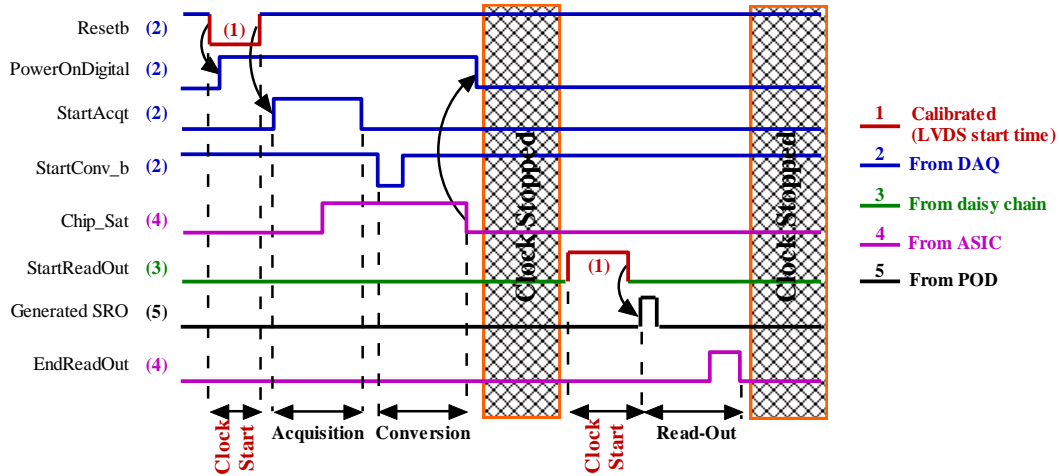 Resetb (2) (1)
PowerOnDigital (2)
StartAcqt (2)
StartConv_b (2)
Chip_Sat (4)
StartReadOut (3) (1)
Generated SRO (5)
EndReadOut (4)
Clock Stopped
Clock Stopped
1 Calibrated
(LVDS start time)
2 From DAQ
3 From daisy chain
4 From ASIC
5 From POD
Clock
Start
Acquisition
Conversion
Clock
Start
Read-Out